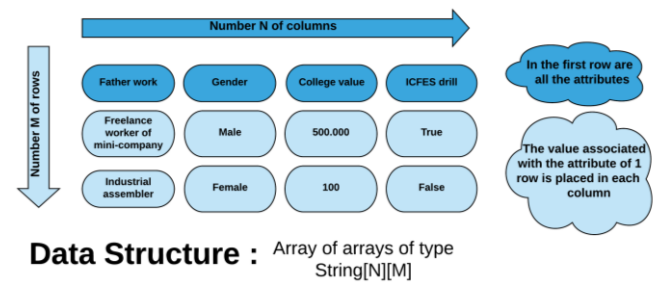 Number N of columns
Number M of rows
Father work
Gender
College value
ICFES drill
In the first row are
all the attributes
Freelance
worker of
mini-company
Male
500.000
True
The value associated
with the attribute of 1
row is placed in each
column
Industrial
assembler
Female
100
False
Data Structure : Array of arrays of type
String[N][M]